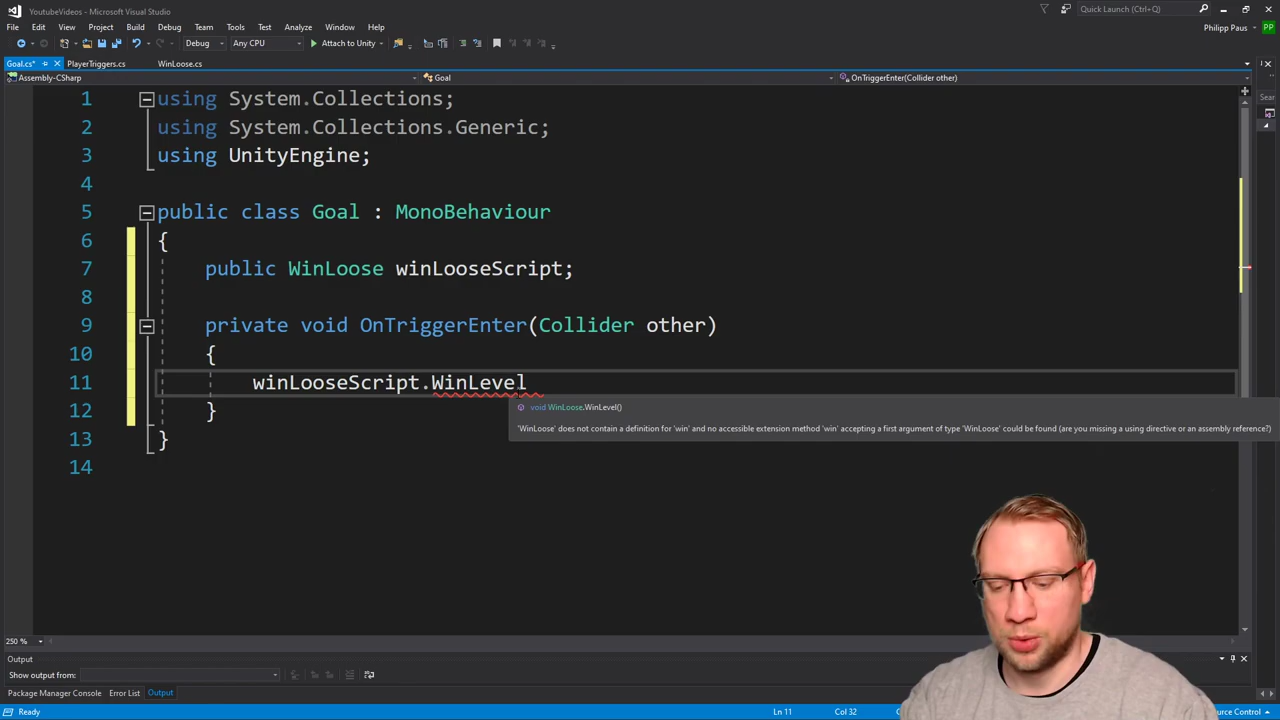 YoutubeVideos - Microsoft Visual Studio
Quick Launch (Ctrl+Q)
File Edit View Project Build Debug Team Tools Test Analyze Window Help
Philipp Paus PP
Debug Any CPU Attach to Unity
Goal.cs* PlayerTriggers.cs WinLoose.cs
Assembly-CSharp Goal OnTriggerEnter(Collider other)
Sear
1 using System.Collections;
2 using System.Collections.Generic;
3 using UnityEngine;
4
5 public class Goal : MonoBehaviour
6 {
7 public WinLoose winLooseScript;
8
9 private void OnTriggerEnter(Collider other)
10 {
11 winLooseScript.WinLevel
12 }
void WinLoose.WinLevel()
'WinLoose' does not contain a definition for 'win' and no accessible extension method 'win' accepting a first argument of type 'WinLoose' could be found (are you missing a using directive or an assembly reference?)
13 }
14
250 %
Output
Show output from:
Package Manager Console Error List Output
Ready Ln 11 Col 32 Source Control